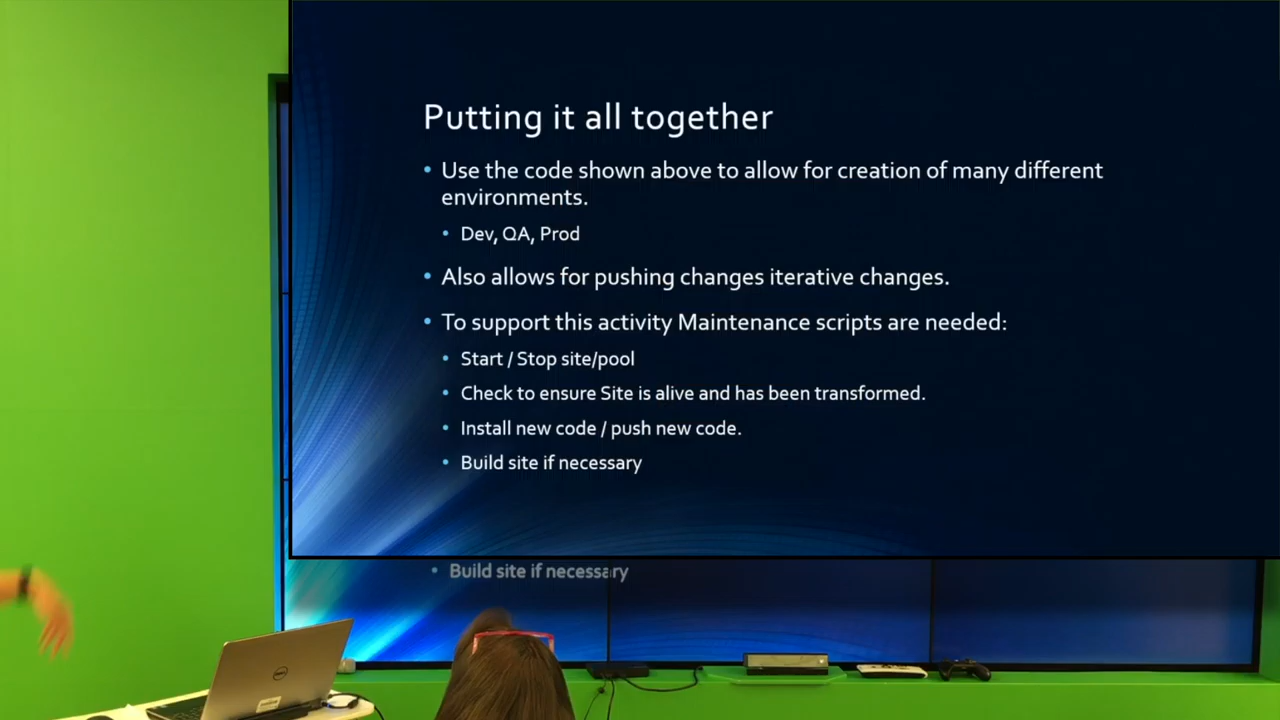 Putting it all together
• Use the code shown above to allow for creation of many different
environments.
• Dev, QA, Prod
• Also allows for pushing changes iterative changes.
• To support this activity Maintenance scripts are needed:
• Start / Stop site/pool
• Check to ensure Site is alive and has been transformed.
• Install new code / push new code.
• Build site if necessary
• Build site if necessary
DELL